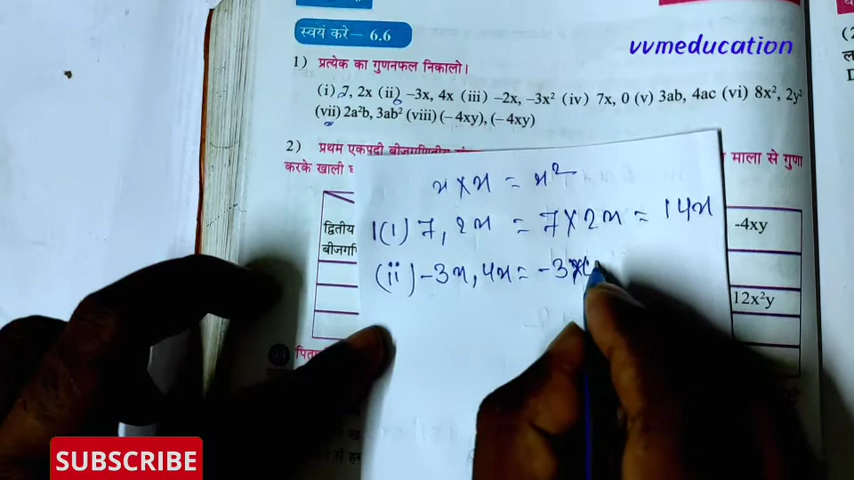 स्वयं करे– 6.6
vvmeducation
1) प्रत्येक का गुणनफल निकालो।
(i) 7, 2x (ii) –3x, 4x (iii) –2x, –3x² (iv) 7x, 0 (v) 3ab, 4ac (vi) 8x², 2y²
(vii) 2a²b, 3ab² (viii) (–4xy), (–4xy)
2) प्रथम एकपदी बीजगणितीय
माला से गुणा
करके खाली
x × x = x²
1(i) 7, 2x = 7×2x = 14x
(ii) –3x, 4x = –3×4
द्वितीय
-4xy
बीजगणि
12x²y
SUBSCRIBE